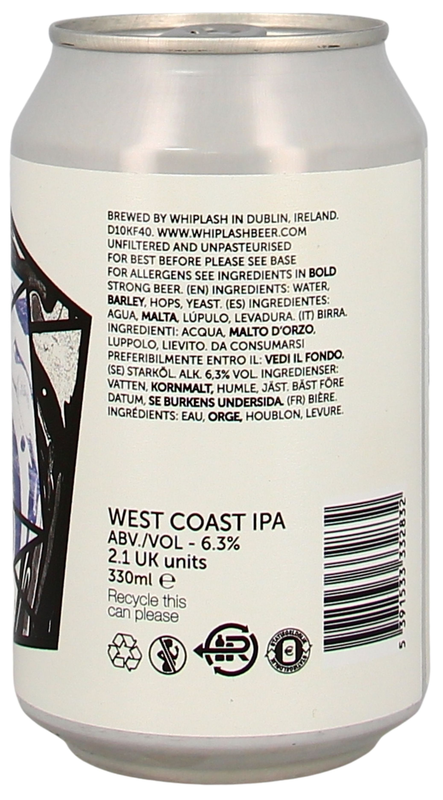 BREWED BY WHIPLASH IN DUBLIN, IRELAND.
D10KF40. WWW.WHIPLASHBEER.COM
UNFILTERED AND UNPASTEURISED
FOR BEST BEFORE PLEASE SEE BASE
FOR ALLERGENS SEE INGREDIENTS IN BOLD
STRONG BEER. (EN) INGREDIENTS: WATER,
BARLEY, HOPS, YEAST. (ES) INGREDIENTES:
AGUA, MALTA, LÚPULO, LEVADURA. (IT) BIRRA.
INGREDIENTI: ACQUA, MALTO D'ORZO,
LUPPOLO, LIEVITO. DA CONSUMARSI
PREFERIBILMENTE ENTRO IL: VEDI IL FONDO.
(SE) STARKÖL. ALK. 6,3% VOL. INGREDIENSER:
VATTEN, KORNMALT, HUMLE, JÄST. BÄST FÖRE
DATUM, SE BURKENS UNDERSIDA. (FR) BIÈRE.
INGRÉDIENTS: EAU, ORGE, HOUBLON, LEVURE.
WEST COAST IPA
ABV./VOL - 6.3%
2.1 UK units
330ml ℮
Recycle this
can please
5 391533 332832